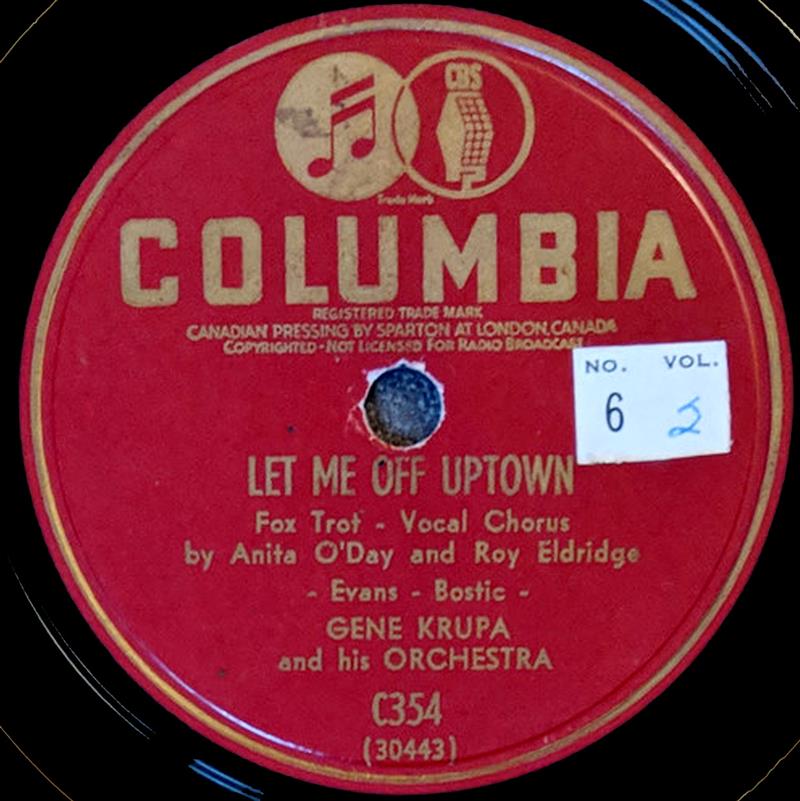 CBS
Trade Mark
COLUMBIA
REGISTERED TRADE MARK
CANADIAN PRESSING BY SPARTON AT LONDON, CANADA
COPYRIGHTED - NOT LICENSED FOR RADIO BROADCAST
NO. VOL.
6 2
LET ME OFF UPTOWN
Fox Trot - Vocal Chorus
by Anita O'Day and Roy Eldridge
- Evans - Bostic -
GENE KRUPA
and his ORCHESTRA
C354
(30443)